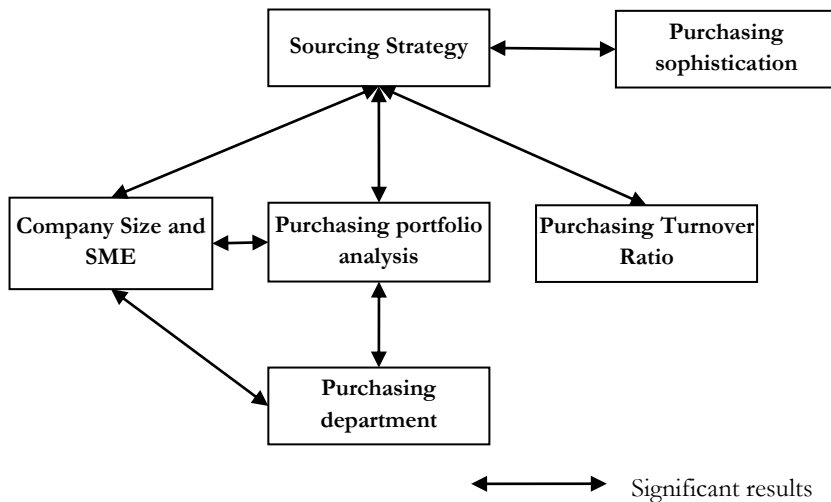 Sourcing Strategy
Purchasing
sophistication
Company Size and
SME
Purchasing portfolio
analysis
Purchasing Turnover
Ratio
Purchasing
department
Significant results